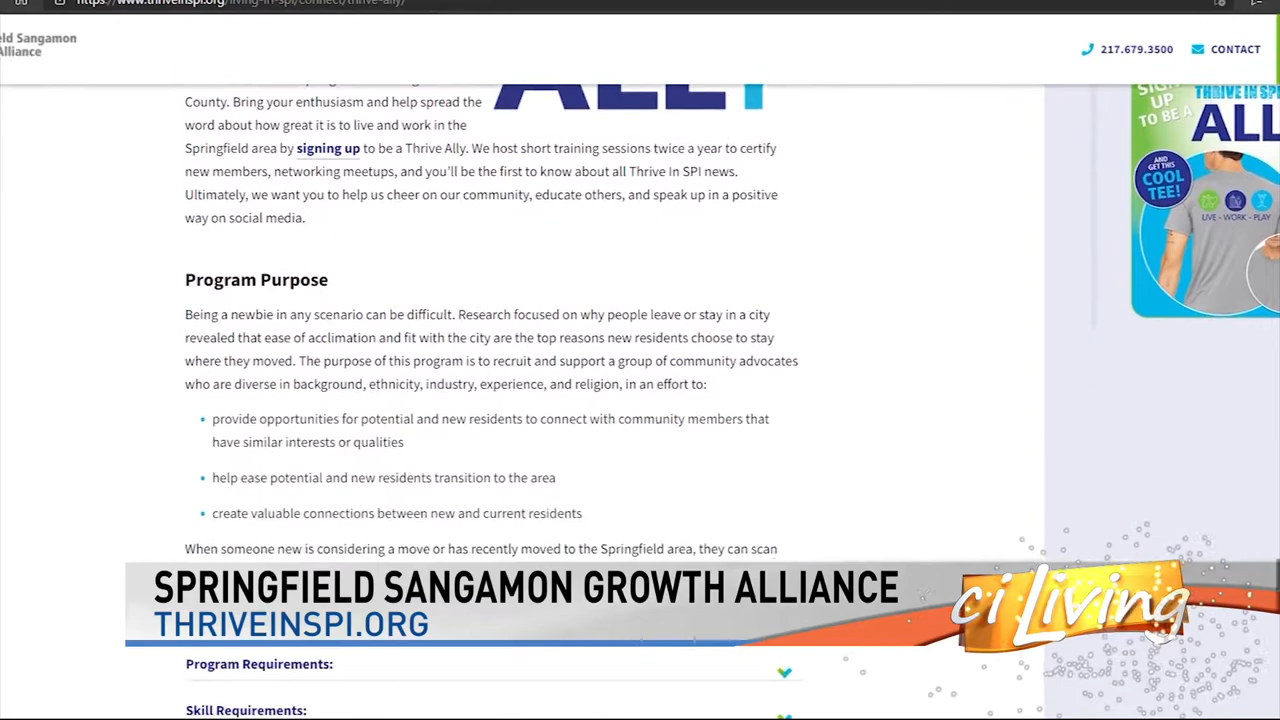 https://www.thriveinspi.org/living-in-spi/connect/thrive-ally/
eld Sangamon
Alliance
217.679.3500
CONTACT
County. Bring your enthusiasm and help spread the
word about how great it is to live and work in the
Springfield area by signing up to be a Thrive Ally. We host short training sessions twice a year to certify
new members, networking meetups, and you'll be the first to know about all Thrive In SPI news.
Ultimately, we want you to help us cheer on our community, educate others, and speak up in a positive
way on social media.
ALLY
UP
TO BE A
THRIVE IN SP
ALL
AND
GET THIS
COOL
TEE!
LIVE - WORK - PLAY
Program Purpose
Being a newbie in any scenario can be difficult. Research focused on why people leave or stay in a city
revealed that ease of acclimation and fit with the city are the top reasons new residents choose to stay
where they moved. The purpose of this program is to recruit and support a group of community advocates
who are diverse in background, ethnicity, industry, experience, and religion, in an effort to:
• provide opportunities for potential and new residents to connect with community members that
have similar interests or qualities
• help ease potential and new residents transition to the area
• create valuable connections between new and current residents
When someone new is considering a move or has recently moved to the Springfield area, they can scan
SPRINGFIELD SANGAMON GROWTH ALLIANCE
THRIVEINSPI.ORG
ci Living
Program Requirements:
Skill Requirements: